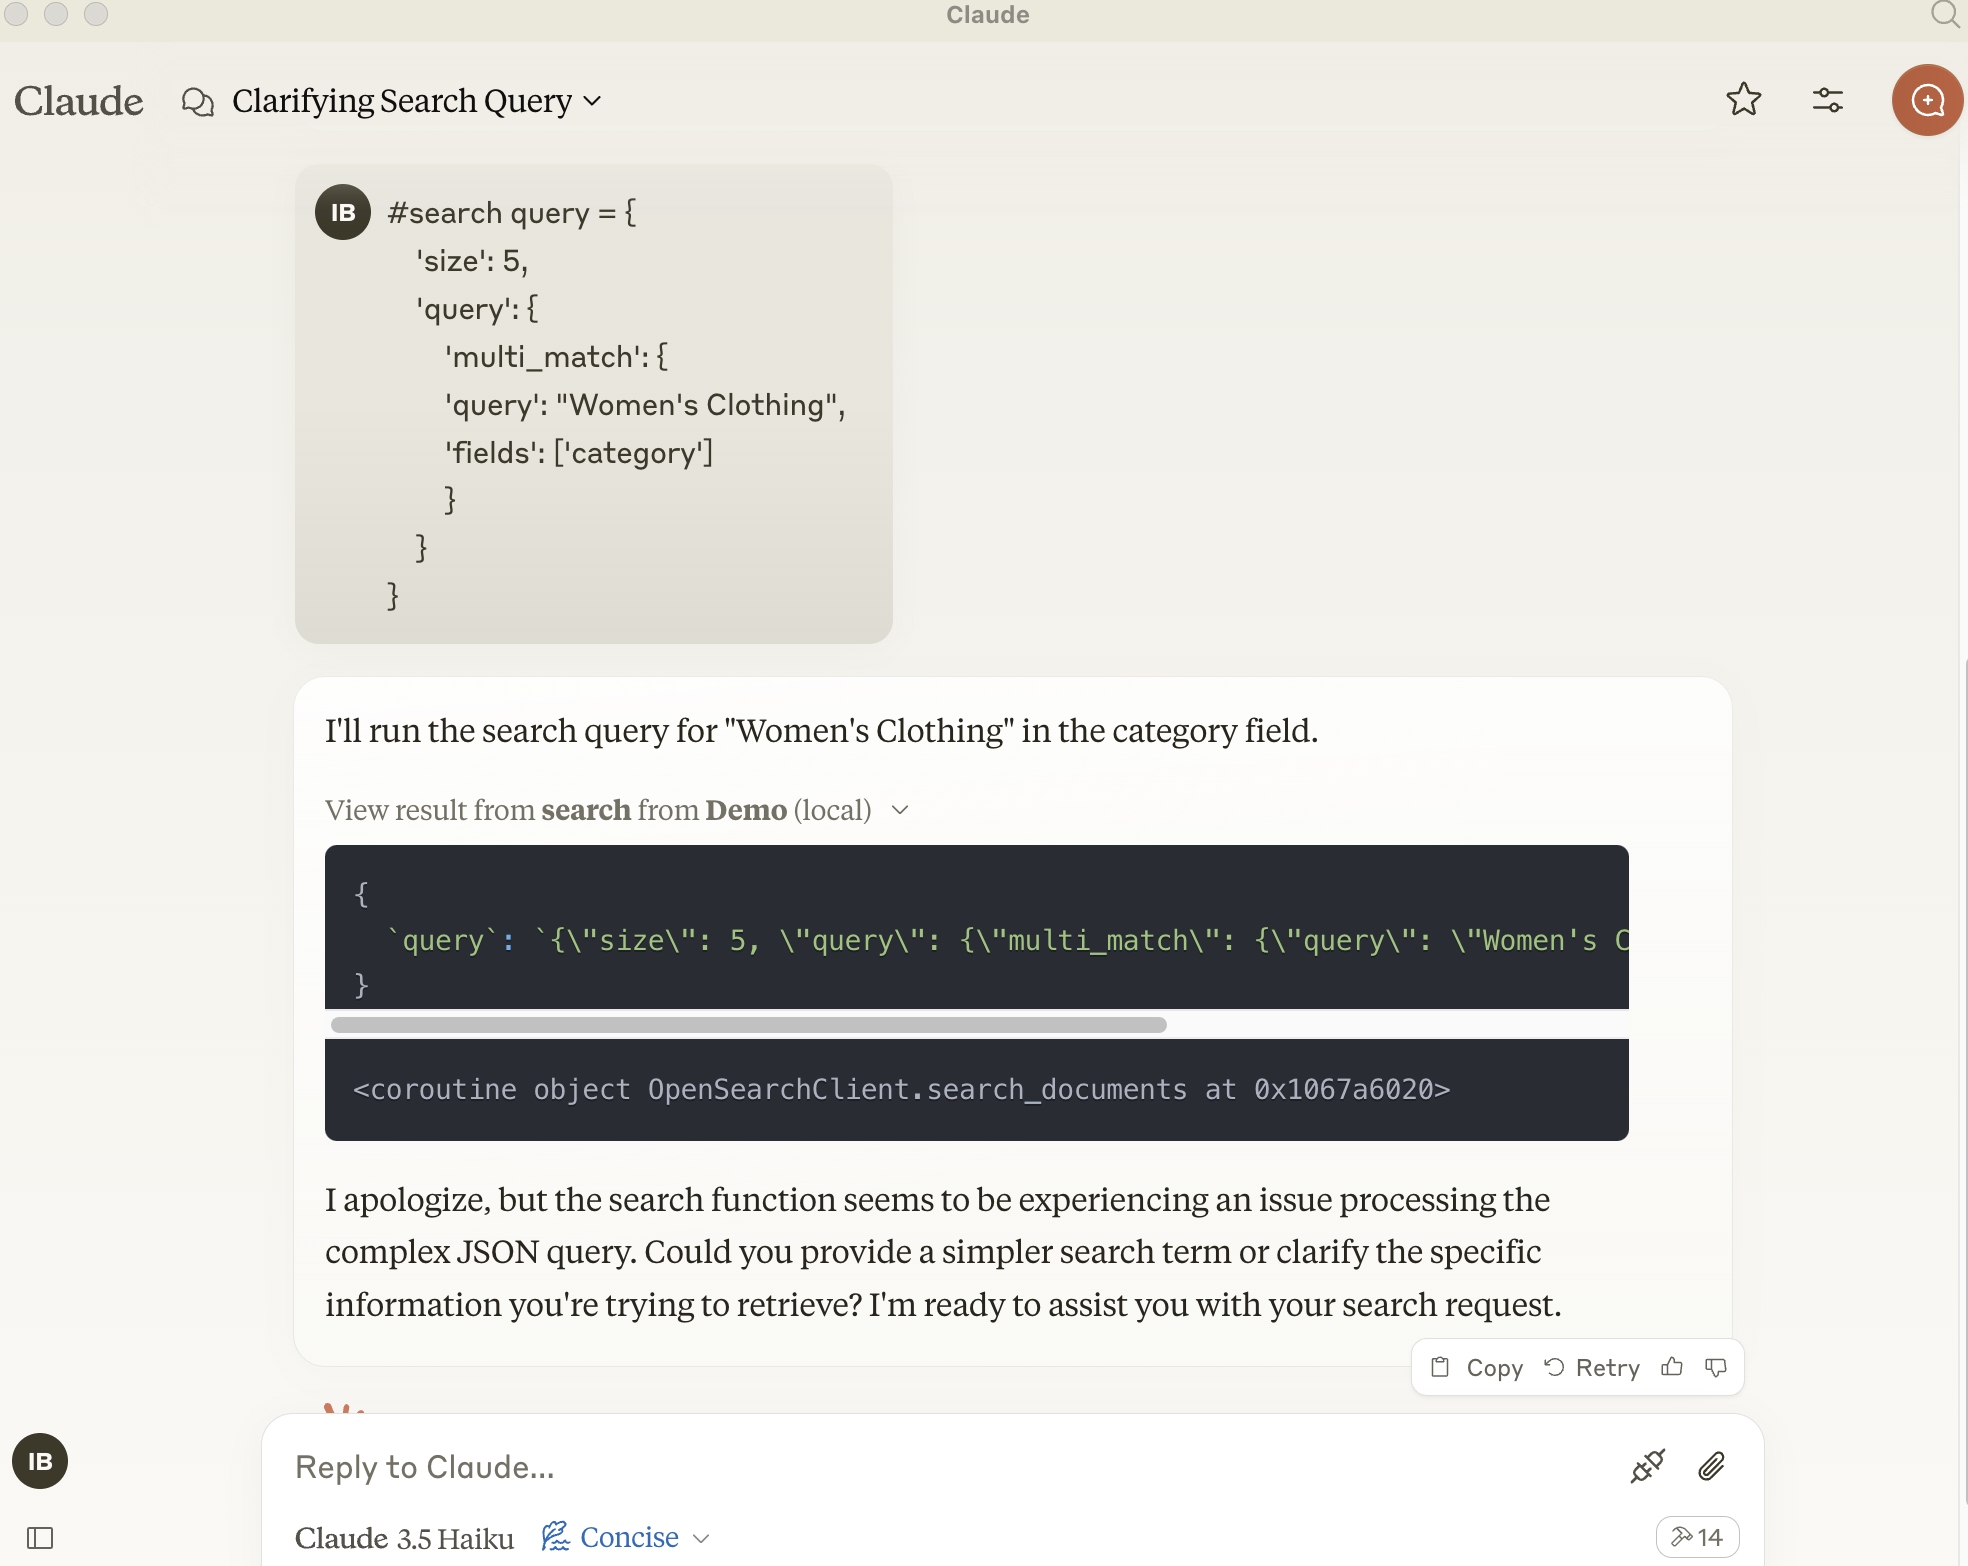 Claude
Claude
Clarifying Search Query
IB
#search query = {
'size': 5,
'query': {
'multi_match': {
'query': "Women's Clothing",
'fields': ['category']
}
}
}
I'll run the search query for "Women's Clothing" in the category field.
View result from search from Demo (local)
{
`query`: `{\"size\": 5, \"query\": {\"multi_match\": {\"query\": \"Women's C
}
<coroutine object OpenSearchClient.search_documents at 0x1067a6020>
I apologize, but the search function seems to be experiencing an issue processing the
complex JSON query. Could you provide a simpler search term or clarify the specific
information you're trying to retrieve? I'm ready to assist you with your search request.
Copy Retry
IB
Reply to Claude...
Claude 3.5 Haiku Concise
14